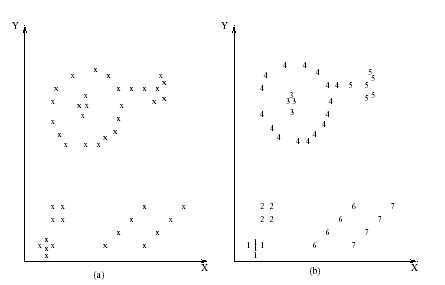 Y
x
x x x
x
x x x x x
x
x x x
x x x
x
x x
x x
x
x x x
x x x x
x x x x
x x
x
x x x x x
x
X
(a)
Y
4 4
4 4 5
5
4 4 4 5 5
3 5 5
3 3 4
3
4 4
4 4
4 4
4 4 4
2 2 6 7
2 2 6 7
6 7
1 1 1 6 7
1
X
(b)